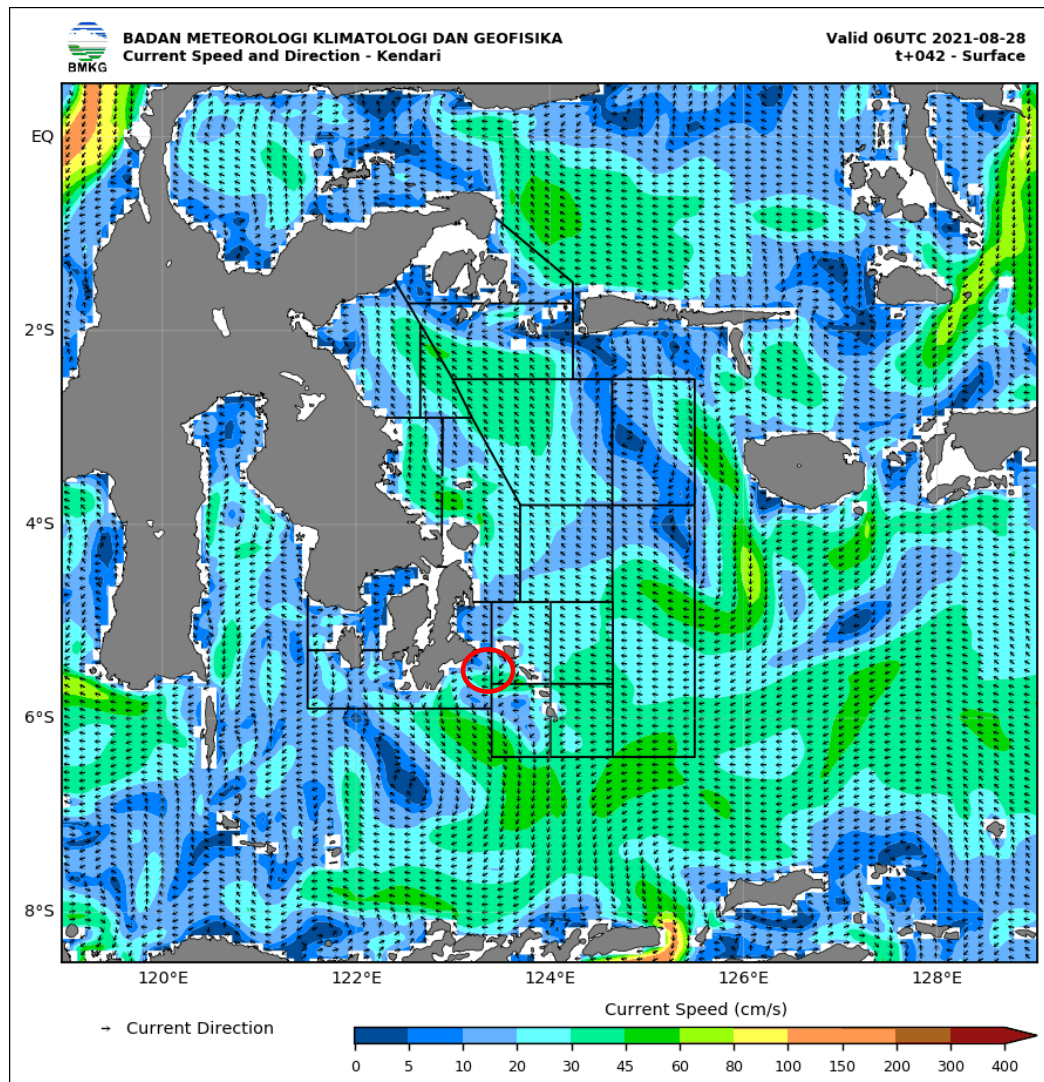 BMKG
BADAN METEOROLOGI KLIMATOLOGI DAN GEOFISIKA
Current Speed and Direction - Kendari
Valid 06UTC 2021-08-28
t+042 - Surface
EQ
2°S
4°S
6°S
8°S
120°E 122°E 124°E 126°E 128°E
Current Direction
Current Speed (cm/s)
0 5 10 20 30 45 60 80 100 150 200 300 400